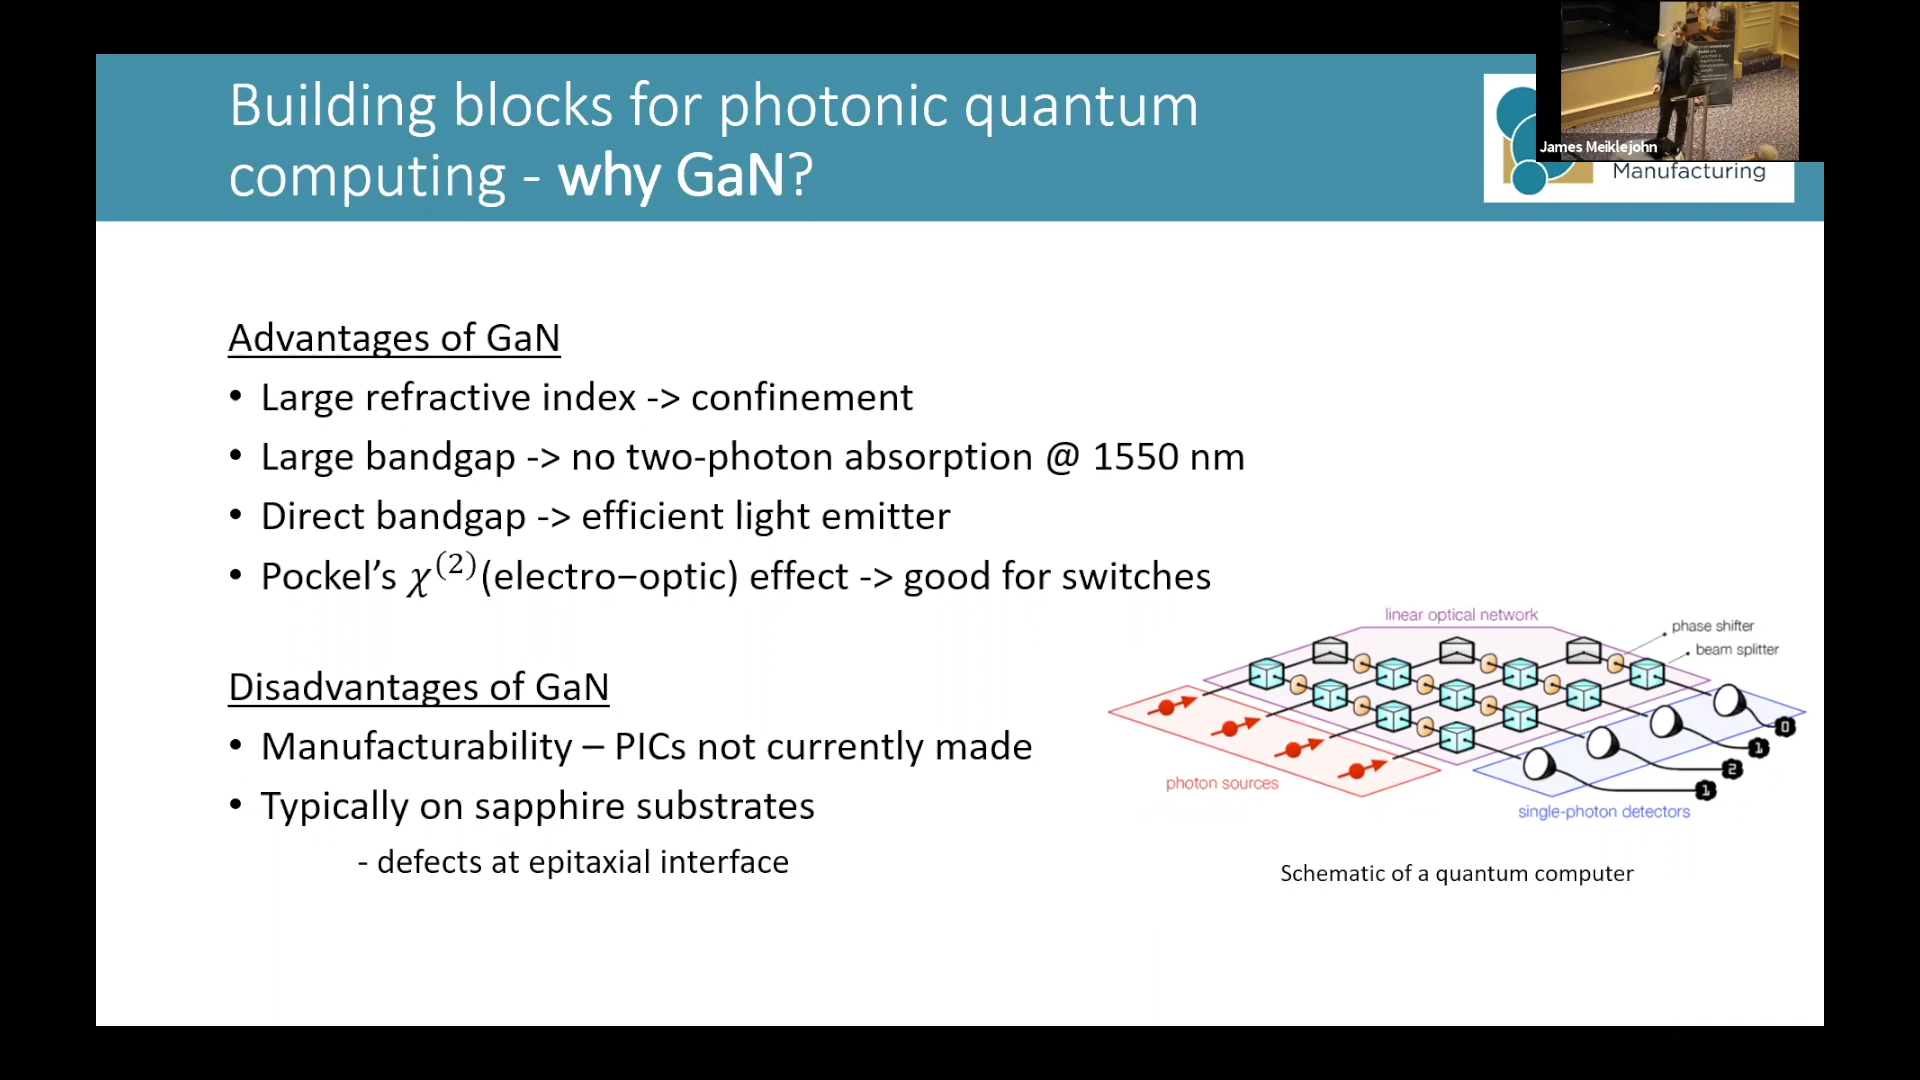 Building blocks for photonic quantum
computing - why GaN?
James Meiklejohn
Manufacturing
Advantages of GaN
• Large refractive index -> confinement
• Large bandgap -> no two-photon absorption @ 1550 nm
• Direct bandgap -> efficient light emitter
• Pockel’s χ⁽²⁾(electro−optic) effect -> good for switches
Disadvantages of GaN
• Manufacturability – PICs not currently made
• Typically on sapphire substrates
- defects at epitaxial interface
linear optical network
phase shifter
beam splitter
photon sources
single-photon detectors
0
1
2
1
Schematic of a quantum computer